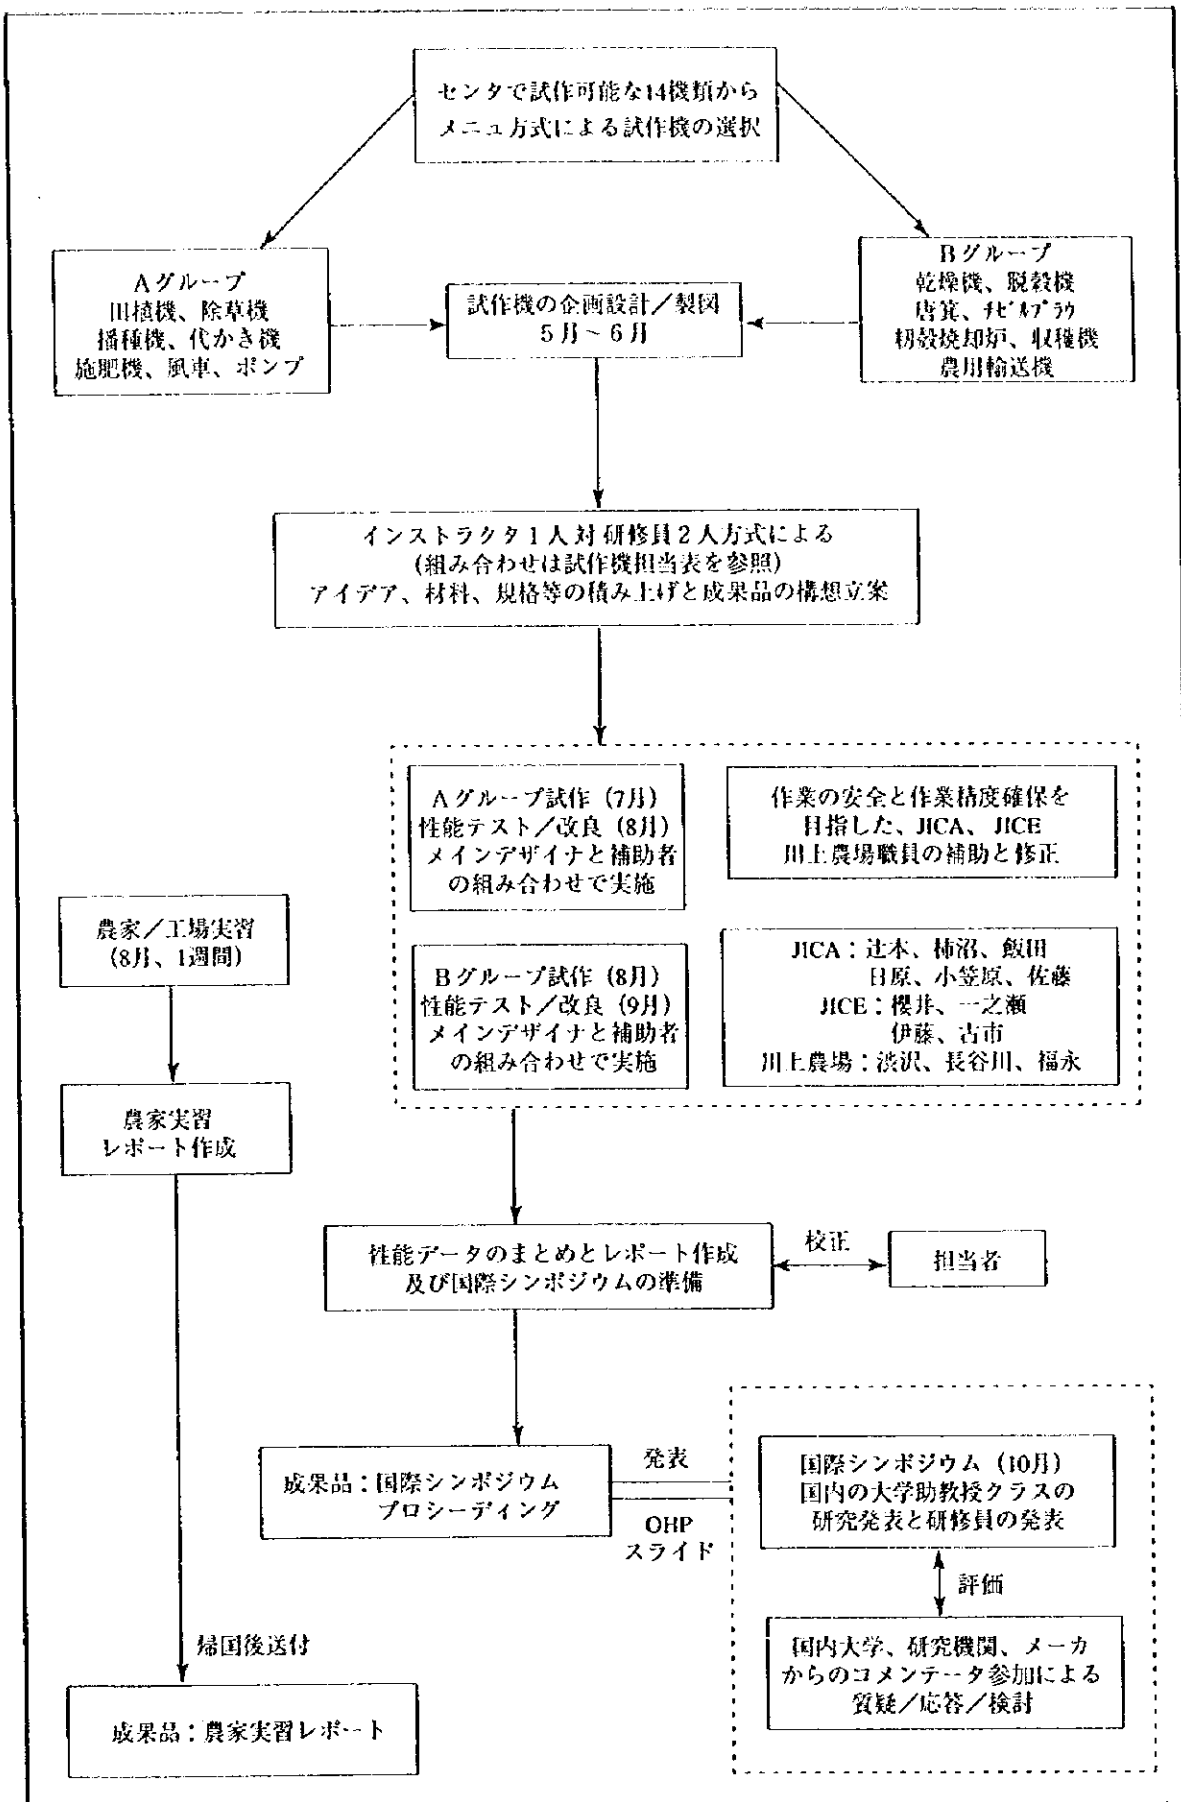 センタで試作可能な14機類から
メニュ方式による試作機の選択
Aグループ
田植機、除草機
播種機、代かき機
施肥機、風車、ポンプ
試作機の企画設計／製図
5月～6月
Bグループ
乾燥機、脱穀機
唐箕、ﾁﾋﾞﾙﾌﾟﾗｳ
籾殻焼却炉、収穫機
農用輸送機
インストラクタ1人対研修員2人方式による
(組み合わせは試作機担当表を参照)
アイデア、材料、規格等の積み上げと成果品の構想立案
Aグループ試作（7月）
性能テスト／改良（8月）
メインデザイナと補助者
の組み合わせで実施
作業の安全と作業精度確保を
目指した、JICA、JICE
川上農場職員の補助と修正
農家／工場実習
(8月、1週間)
Bグループ試作（8月）
性能テスト／改良（9月）
メインデザイナと補助者
の組み合わせで実施
JICA：辻本、柿沼、飯田
日原、小笠原、佐藤
JICE：櫻井、一之瀬
伊藤、古市
川上農場：渋沢、長谷川、福永
農家実習
レポート作成
性能データのまとめとレポート作成
及び国際シンポジウムの準備
校正
担当者
成果品：国際シンポジウム
プロシーディング
発表
OHP
スライド
国際シンポジウム（10月）
国内の大学助教授クラスの
研究発表と研修員の発表
評価
国内大学、研究機関、メーカ
からのコメンテータ参加による
質疑／応答／検討
帰国後送付
成果品：農家実習レポート